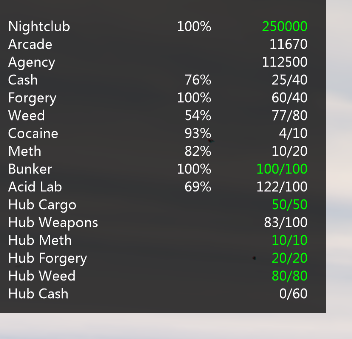 Nightclub 100% 250000
Arcade 11670
Agency 112500
Cash 76% 25/40
Forgery 100% 60/40
Weed 54% 77/80
Cocaine 93% 4/10
Meth 82% 10/20
Bunker 100% 100/100
Acid Lab 69% 122/100
Hub Cargo 50/50
Hub Weapons 83/100
Hub Meth 10/10
Hub Forgery 20/20
Hub Weed 80/80
Hub Cash 0/60